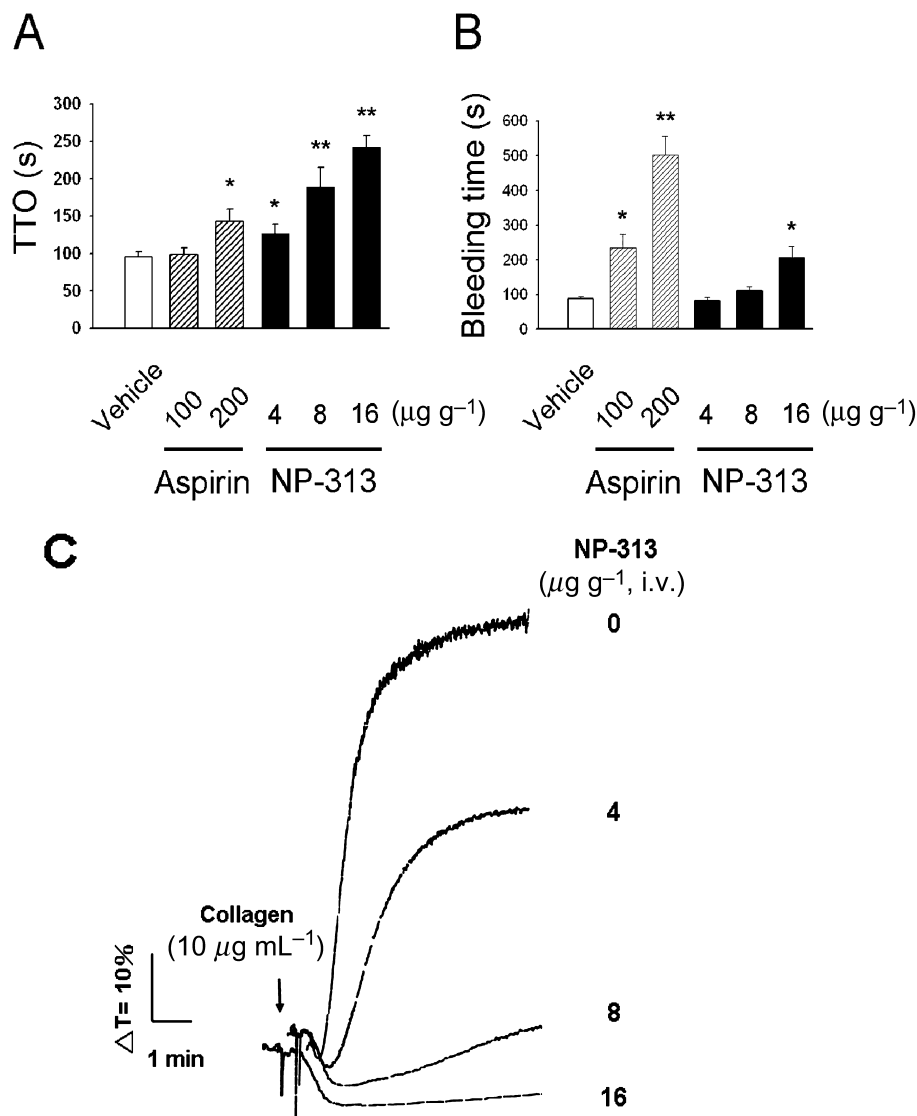 A
TTO (s)
300
250
200
150
100
50
0
*
*
**
**
Vehicle
100
200
4
8
16
(μg g–1)
Aspirin
NP-313
B
Bleeding time (s)
600
500
400
300
200
100
0
*
**
*
Vehicle
100
200
4
8
16
(μg g–1)
Aspirin
NP-313
C
NP-313
(μg g–1, i.v.)
0
4
8
16
Collagen
(10 μg mL–1)
△T= 10%
1 min